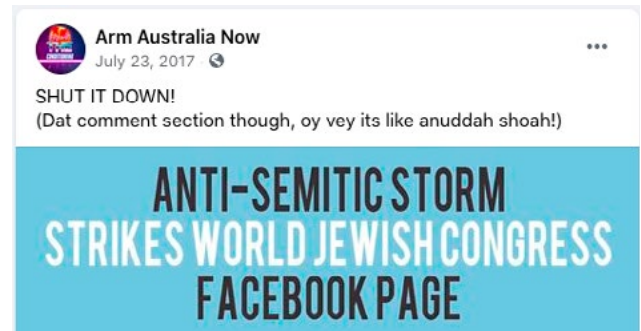 Arm Australia Now
July 23, 2017
SHUT IT DOWN!
(Dat comment section though, oy vey its like anuddah shoah!)
ANTI-SEMITIC STORM
STRIKES WORLD JEWISH CONGRESS
FACEBOOK PAGE